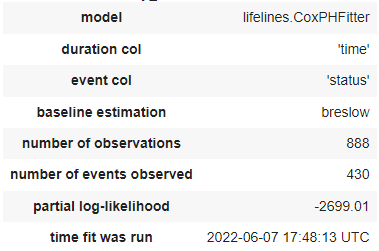 model lifelines.CoxPHFitter
duration col 'time'
event col 'status'
baseline estimation breslow
number of observations 888
number of events observed 430
partial log-likelihood -2699.01
time fit was run 2022-06-07 17:48:13 UTC